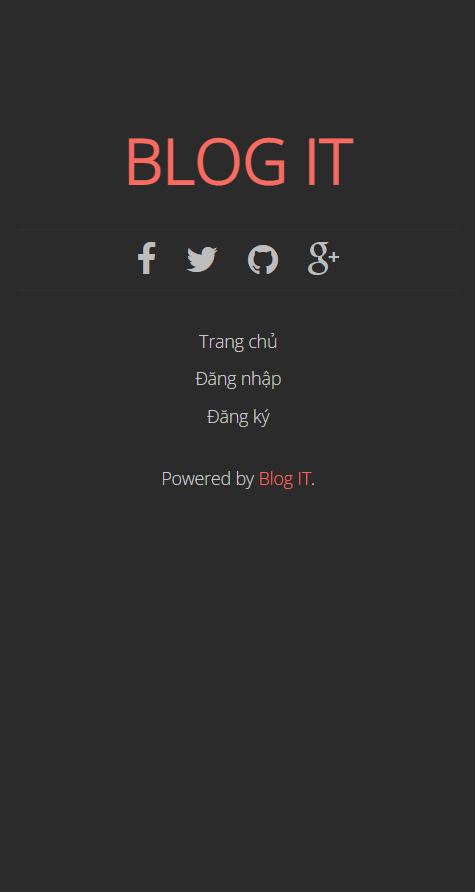 BLOG IT
Trang chủ
Đăng nhập
Đăng ký
Powered by Blog IT.